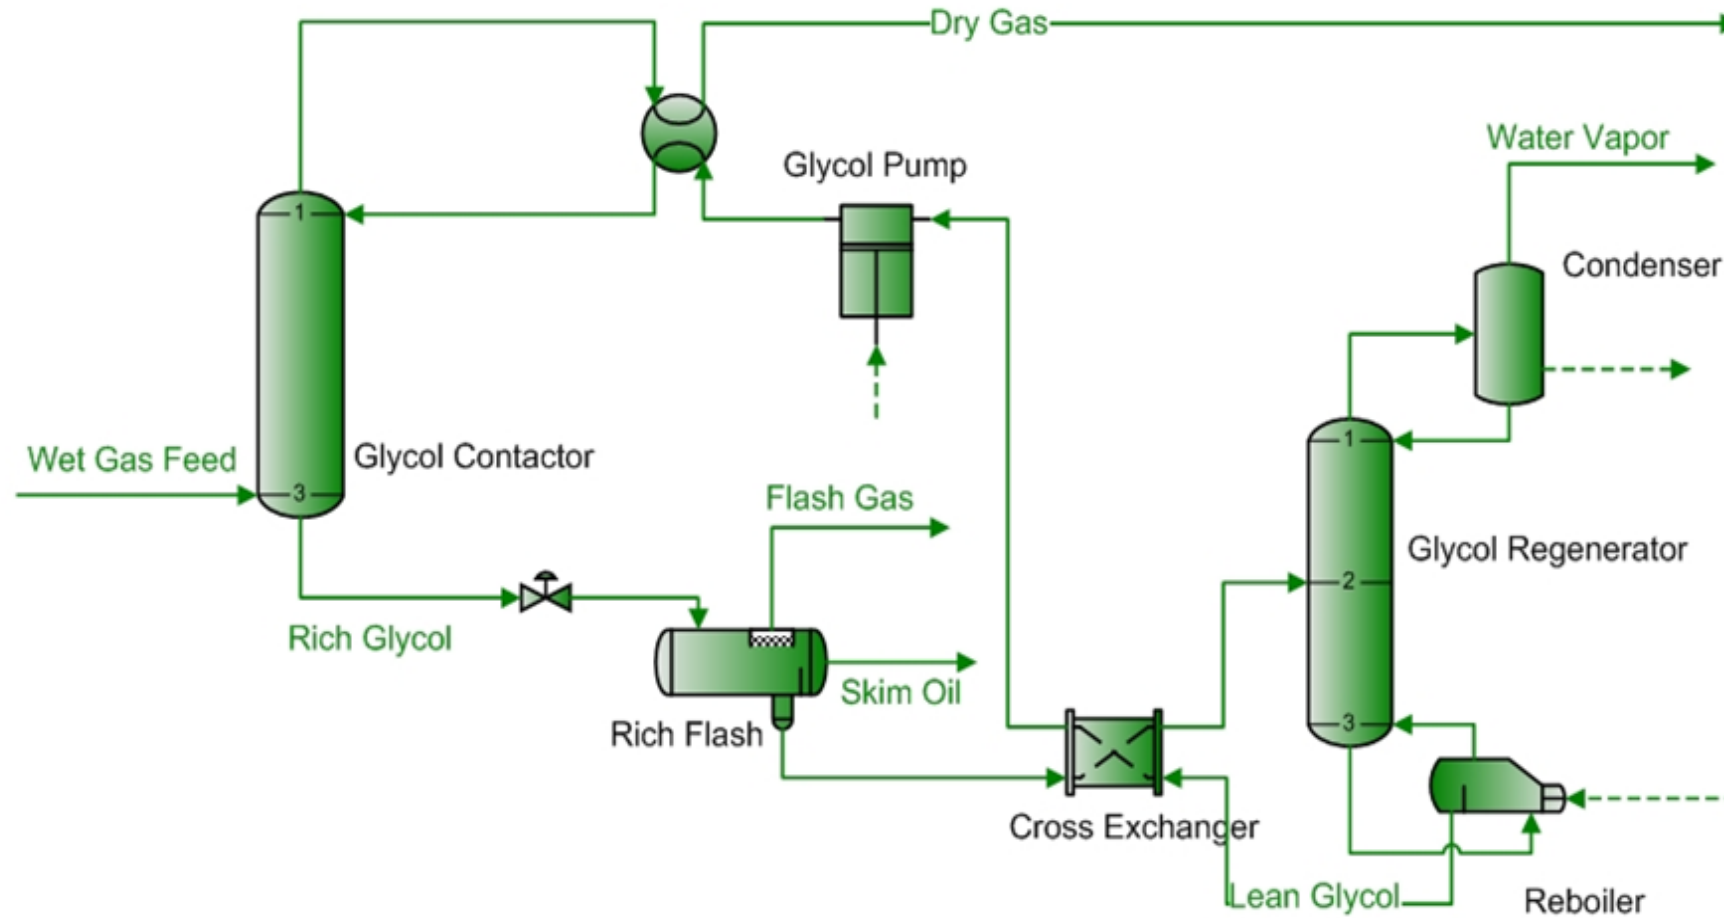 Dry Gas
Water Vapor
Glycol Pump
1
Condenser
1
Wet Gas Feed
Glycol Contactor
3
Flash Gas
Glycol Regenerator
2
Rich Glycol
Skim Oil
Rich Flash
3
Cross Exchanger
Lean Glycol
Reboiler